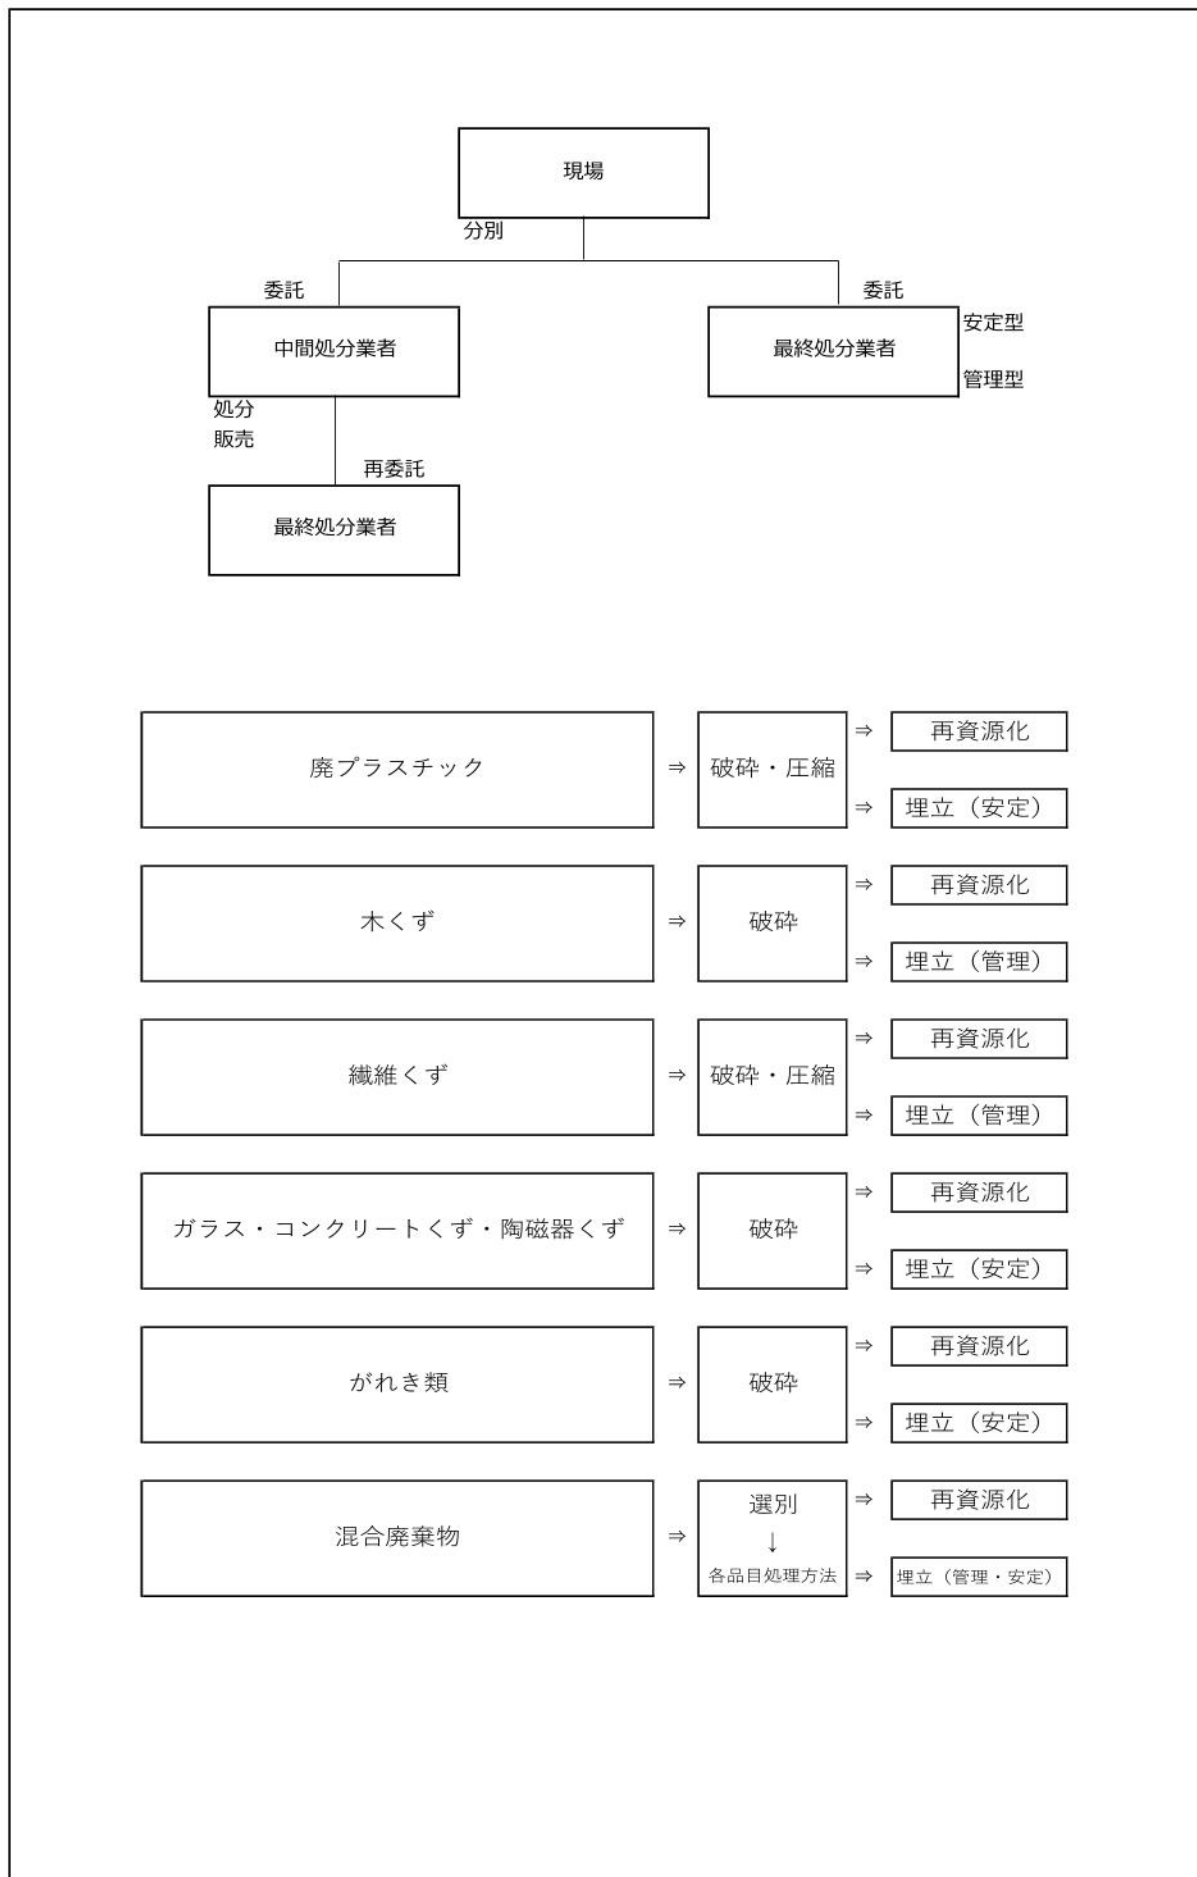 現場
分別
委託
委託
中間処分業者
最終処分業者
安定型
管理型
処分
販売
再委託
最終処分業者
廃プラスチック
⇒
破砕・圧縮
⇒
再資源化
⇒
埋立（安定）
木くず
⇒
破砕
⇒
再資源化
⇒
埋立（管理）
繊維くず
⇒
破砕・圧縮
⇒
再資源化
⇒
埋立（管理）
ガラス・コンクリートくず・陶磁器くず
⇒
破砕
⇒
再資源化
⇒
埋立（安定）
がれき類
⇒
破砕
⇒
再資源化
⇒
埋立（安定）
混合廃棄物
⇒
選別
↓
各品目処理方法
⇒
再資源化
⇒
埋立（管理・安定）